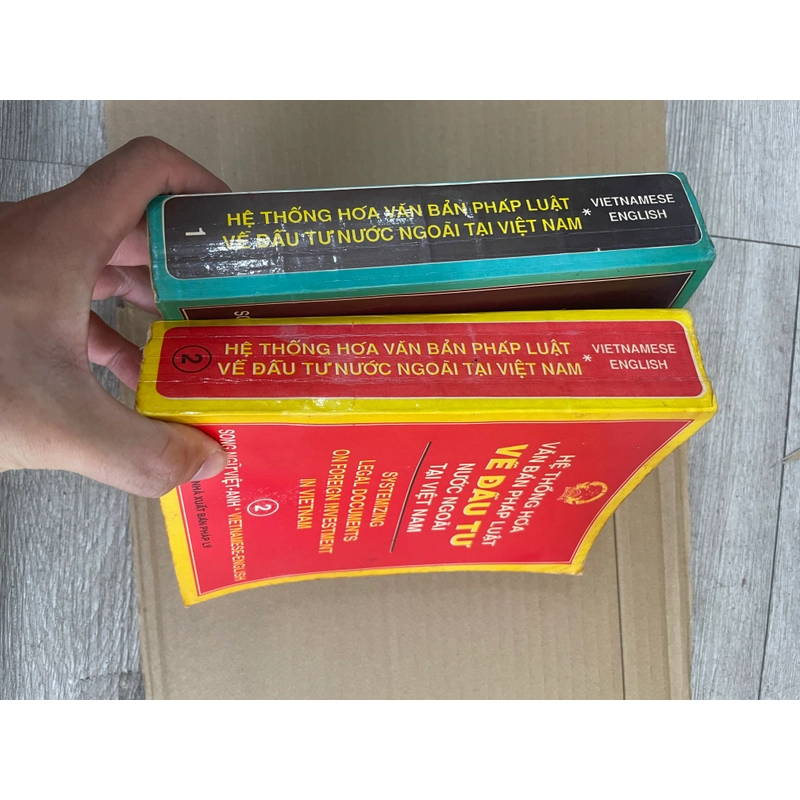 1
HỆ THỐNG HOÁ VĂN BẢN PHÁP LUẬT
VỀ ĐẦU TƯ NƯỚC NGOÀI TẠI VIỆT NAM *
VIETNAMESE
ENGLISH
2
HỆ THỐNG HÓA VĂN BẢN PHÁP LUẬT
VỀ ĐẦU TƯ NƯỚC NGOÀI TẠI VIỆT NAM *
VIETNAMESE
ENGLISH
HỆ THỐNG HÓA
VĂN BẢN PHÁP LUẬT
VỀ ĐẦU TƯ
NƯỚC NGOÀI
TẠI VIỆT NAM
SYSTEMIZING
LEGAL DOCUMENTS
ON FOREIGN INVESTMENT
IN VIETNAM
2
SONG NGỮ VIỆT-ANH · VIETNAMESE-ENGLISH
NHÀ XUẤT BẢN PHÁP LÝ